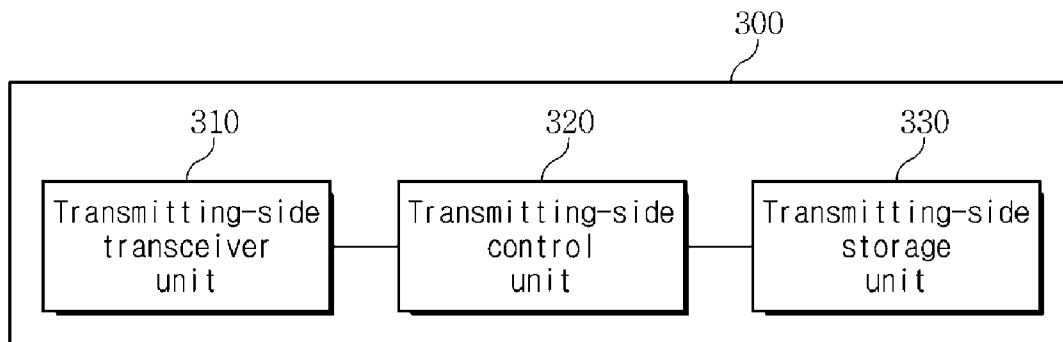 300
310
320
330
Transmitting-side
transceiver
unit
Transmitting-side
control
unit
Transmitting-side
storage
unit